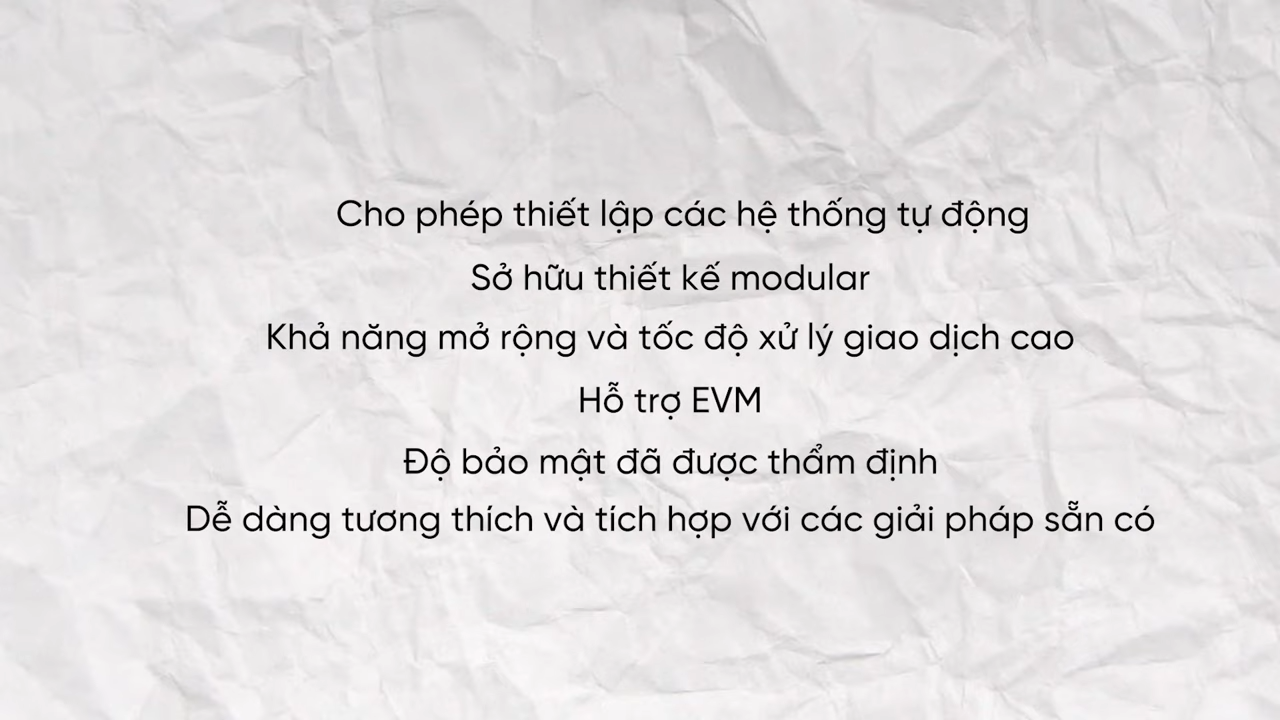 Cho phép thiết lập các hệ thống tự động
Sở hữu thiết kế modular
Khả năng mở rộng và tốc độ xử lý giao dịch cao
Hỗ trợ EVM
Độ bảo mật đã được thẩm định
Dễ dàng tương thích và tích hợp với các giải pháp sẵn có